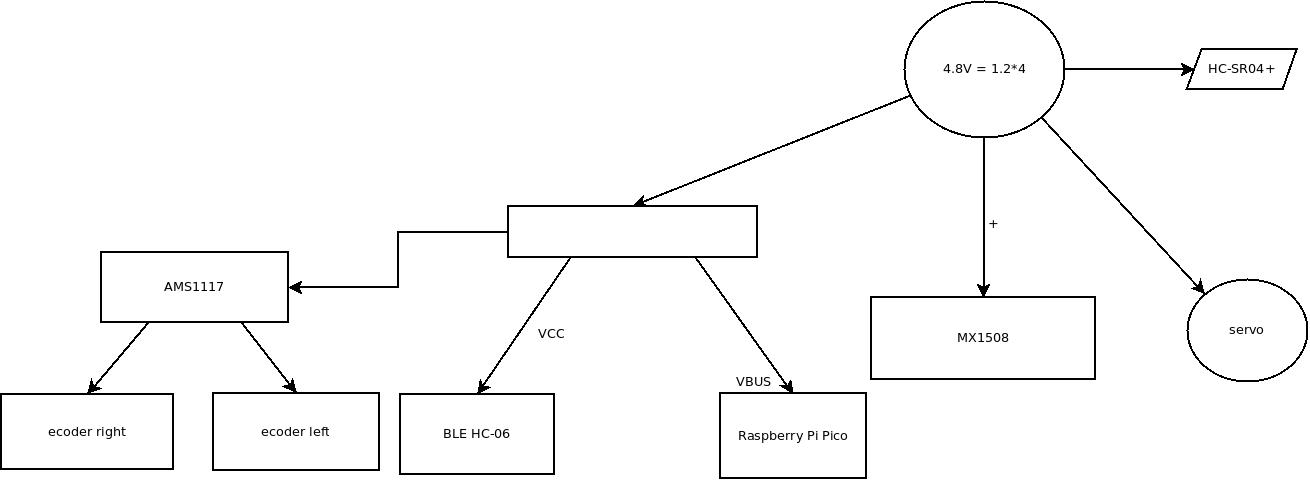 4.8V = 1.2*4
HC-SR04+
+
AMS1117
VCC
MX1508
servo
VBUS
ecoder right
ecoder left
BLE HC-06
Raspberry Pi Pico